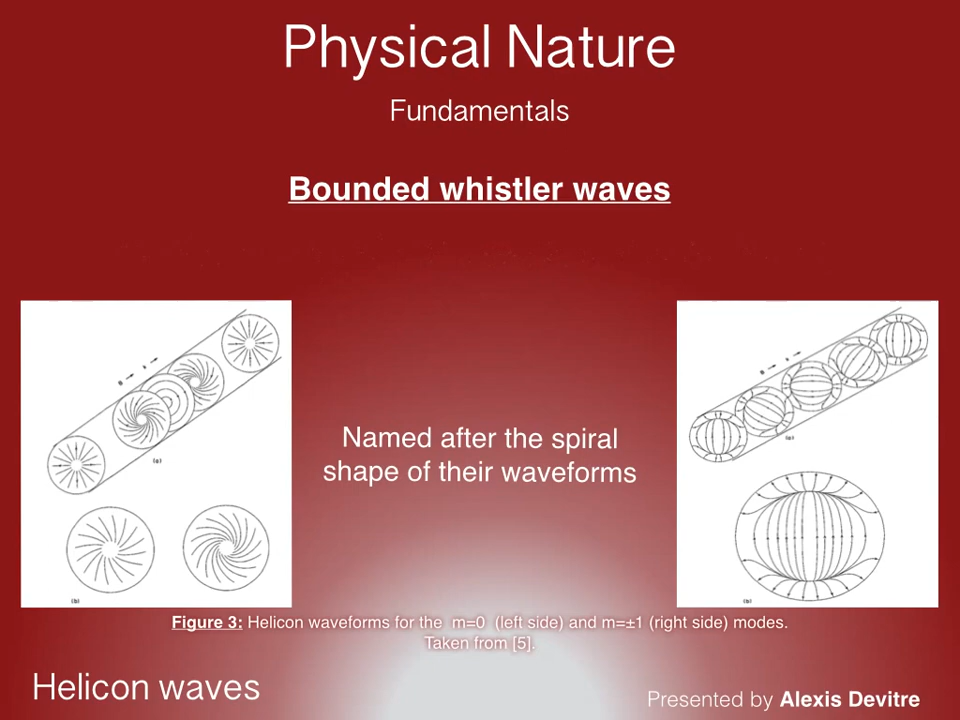 Physical Nature
Fundamentals
Bounded whistler waves
B k
(a)
(b)
Named after the spiral
shape of their waveforms
(a)
(b)
Figure 3: Helicon waveforms for the m=0 (left side) and m=±1 (right side) modes.
Taken from [5].
Helicon waves
Presented by Alexis Devitre